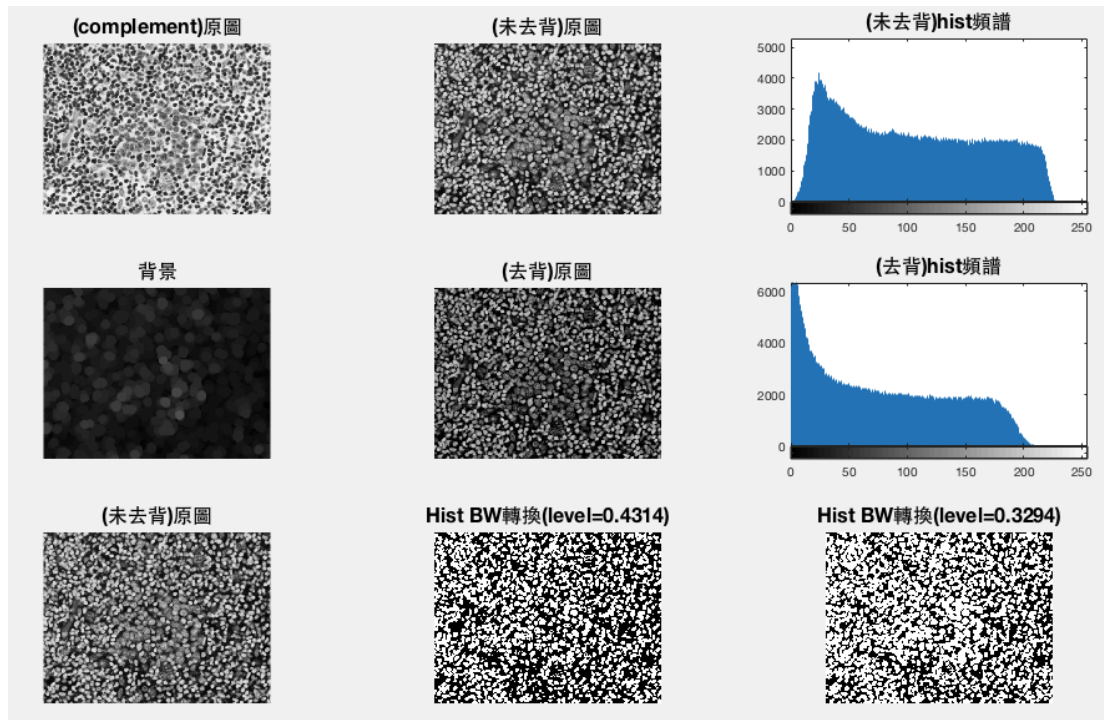 (complement)原圖
(未去背)原圖
(未去背)hist頻譜
5000
4000
3000
2000
1000
0
0 50 100 150 200 250
背景
(去背)原圖
(去背)hist頻譜
6000
4000
2000
0
0 50 100 150 200 250
(未去背)原圖
Hist BW轉換(level=0.4314)
Hist BW轉換(level=0.3294)